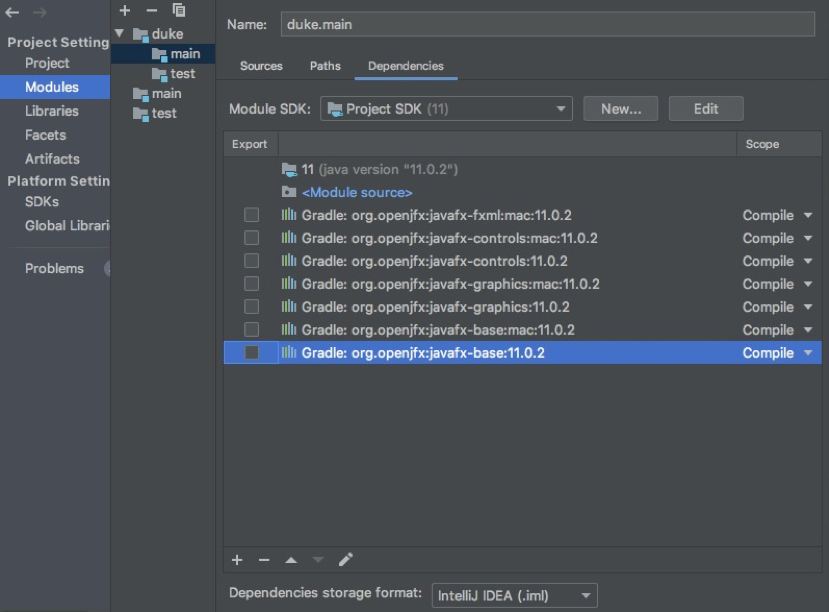 Project Setting
Project
Modules
Libraries
Facets
Artifacts
Platform Settin
SDKs
Global Librari
Problems
duke
main
test
main
test
Name: duke.main
Sources Paths Dependencies
Module SDK: Project SDK (11) New... Edit
Export Scope
11 (java version "11.0.2")
<Module source>
Gradle: org.openjfx:javafx-fxml:mac:11.0.2 Compile
Gradle: org.openjfx:javafx-controls:mac:11.0.2 Compile
Gradle: org.openjfx:javafx-controls:11.0.2 Compile
Gradle: org.openjfx:javafx-graphics:mac:11.0.2 Compile
Gradle: org.openjfx:javafx-graphics:11.0.2 Compile
Gradle: org.openjfx:javafx-base:mac:11.0.2 Compile
Gradle: org.openjfx:javafx-base:11.0.2 Compile
Dependencies storage format: IntelliJ IDEA (.iml)